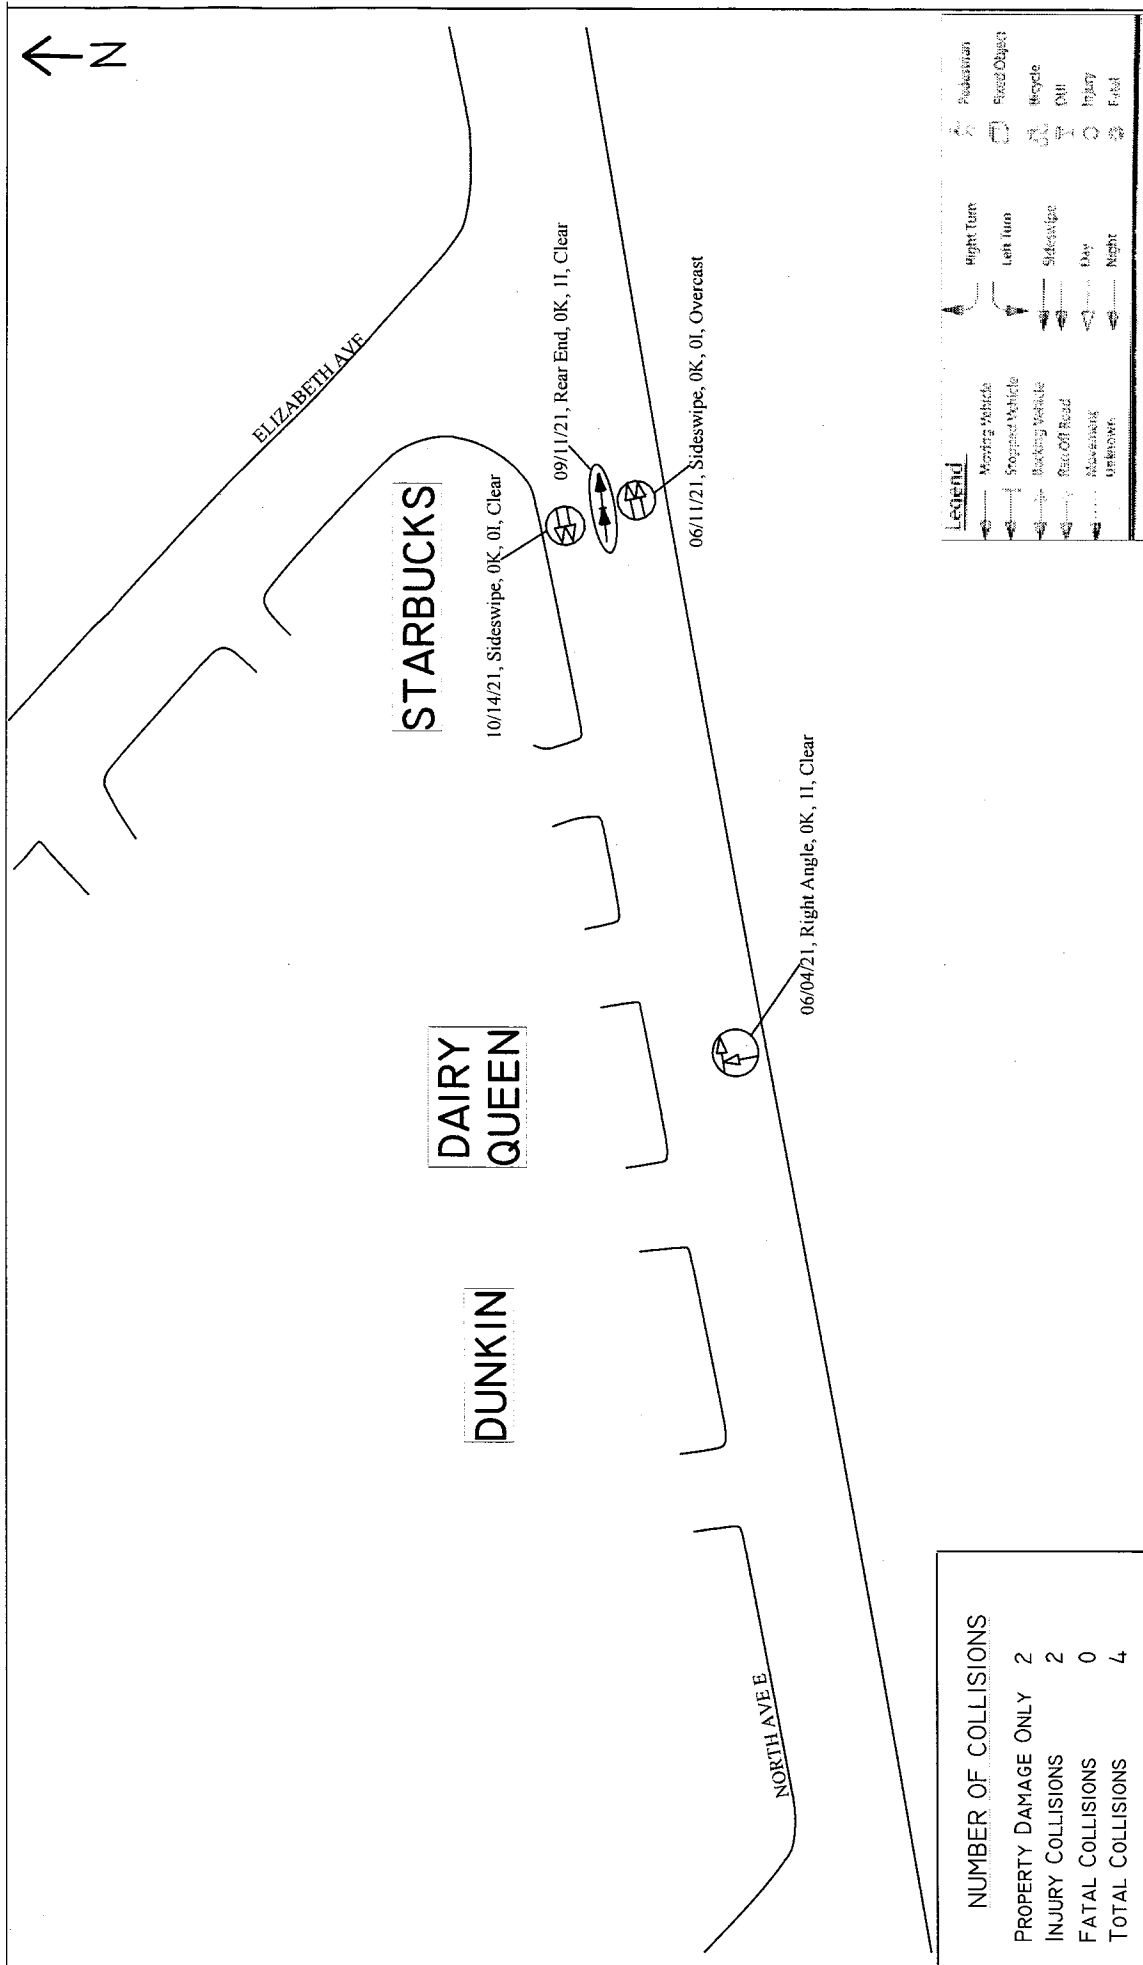 N
ELIZABETH AVE
STARBUCKS
10/14/21, Sideswipe, 0K, 0I, Clear
09/11/21, Rear End, 0K, 1I, Clear
06/11/21, Sideswipe, 0K, 0I, Overcast
DAIRY
QUEEN
DUNKIN
06/04/21, Right Angle, 0K, 1I, Clear
NORTH AVE E
NUMBER OF COLLISIONS
PROPERTY DAMAGE ONLY 2
INJURY COLLISIONS 2
FATAL COLLISIONS 0
TOTAL COLLISIONS 4
Legend
Moving Vehicle
Stopped Vehicle
Backing Vehicle
Ran Off Road
Movement
Unknown
Right Turn
Left Turn
Sideswipe
Day
Night
Pedestrian
Fixed Object
Bicycle
DUI
Injury
Fatal